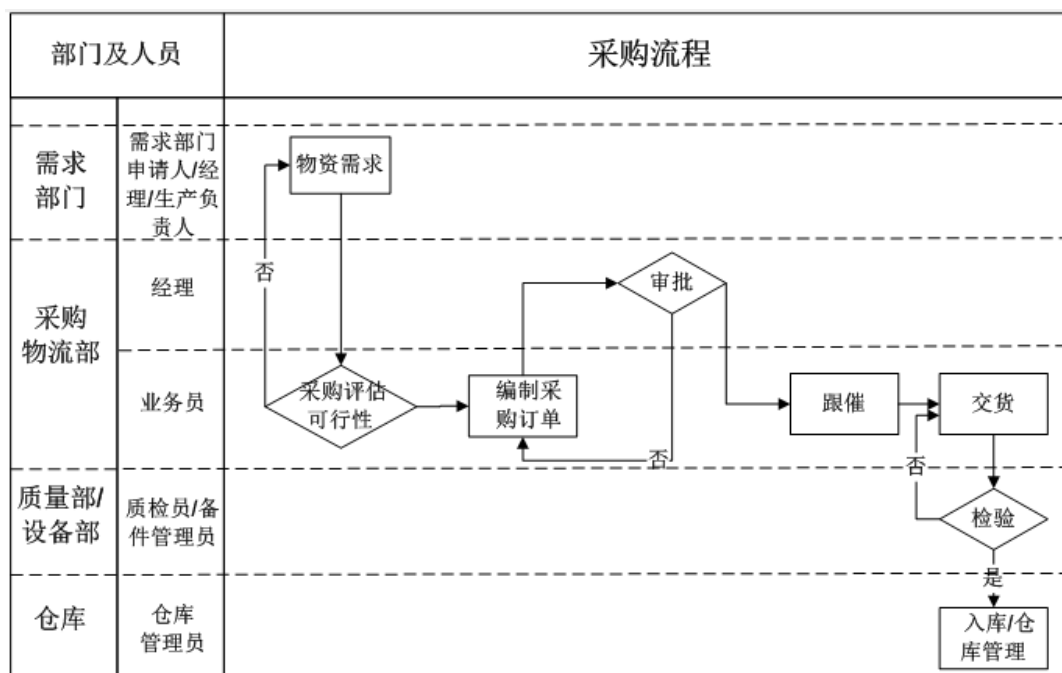 部门及人员
采购流程
需求
部门
需求部门
申请人/经
理/生产负
责人
物资需求
否
采购
物流部
经理
审批
业务员
采购评估
可行性
编制采
购订单
否
跟催
交货
否
质量部/
设备部
质检员/备
件管理员
检验
是
仓库
仓库
管理员
入库/仓
库管理